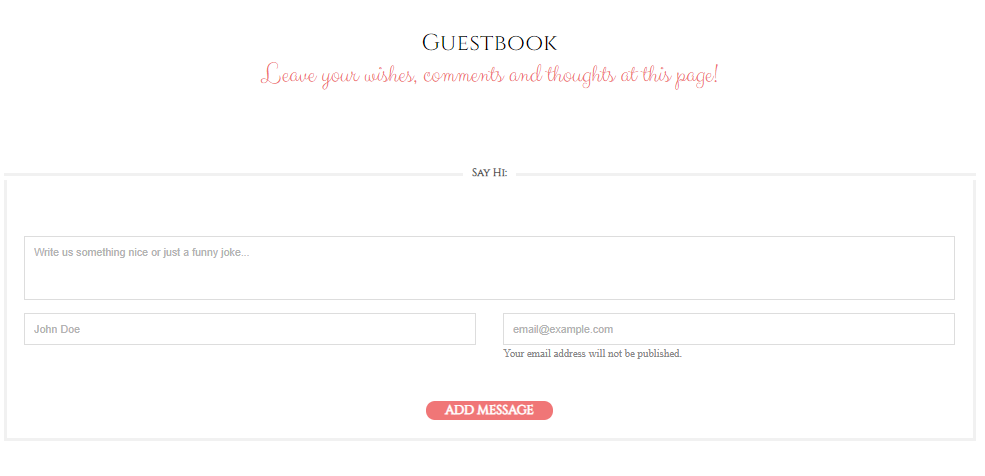 Guestbook
Leave your wishes, comments and thoughts at this page!
Say Hi:
Write us something nice or just a funny joke...
John Doe
email@example.com
Your email address will not be published.
ADD MESSAGE